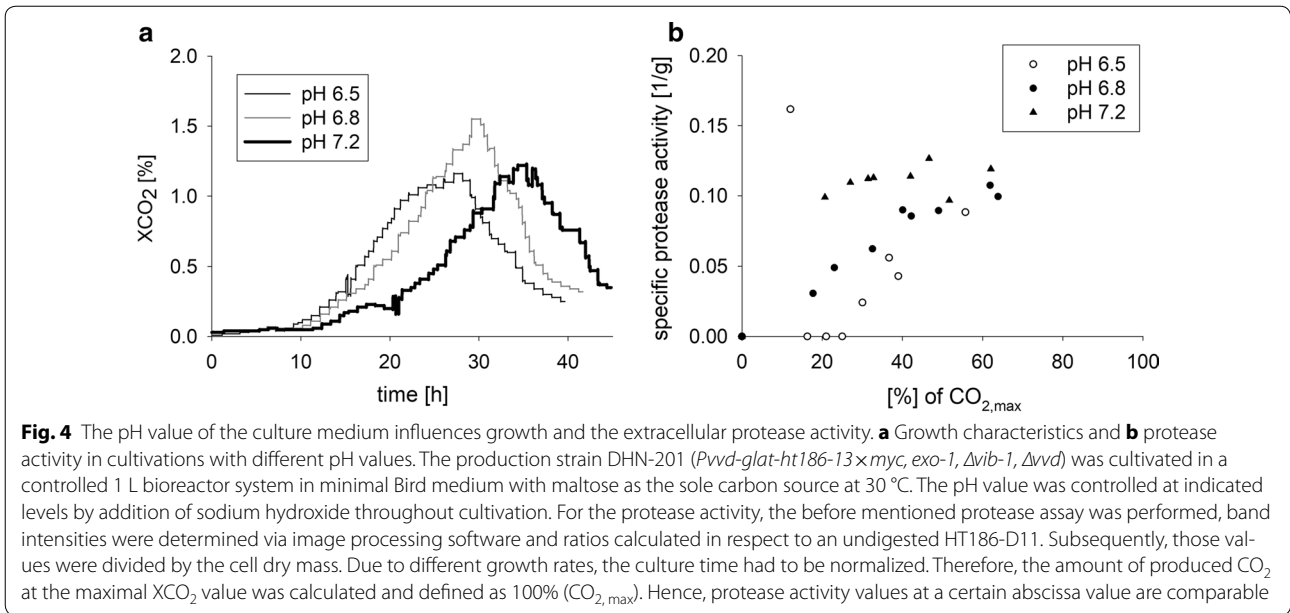 a
b
2.0
1.5
1.0
0.5
0.0
XCO2 [%]
pH 6.5
pH 6.8
pH 7.2
0 10 20 30 40
time [h]
0.20
0.15
0.10
0.05
0.00
specific protease activity [1/g]
pH 6.5
pH 6.8
pH 7.2
0 20 40 60 80 100
[%] of CO2,max
Fig. 4 The pH value of the culture medium influences growth and the extracellular protease activity. a Growth characteristics and b protease
activity in cultivations with different pH values. The production strain DHN-201 (Pvvd-glat-ht186-13×myc, exo-1, Δvib-1, Δvvd) was cultivated in a
controlled 1 L bioreactor system in minimal Bird medium with maltose as the sole carbon source at 30 °C. The pH value was controlled at indicated
levels by addition of sodium hydroxide throughout cultivation. For the protease activity, the before mentioned protease assay was performed, band
intensities were determined via image processing software and ratios calculated in respect to an undigested HT186-D11. Subsequently, those val-
ues were divided by the cell dry mass. Due to different growth rates, the culture time had to be normalized. Therefore, the amount of produced CO2
at the maximal XCO2 value was calculated and defined as 100% (CO2, max). Hence, protease activity values at a certain abscissa value are comparable